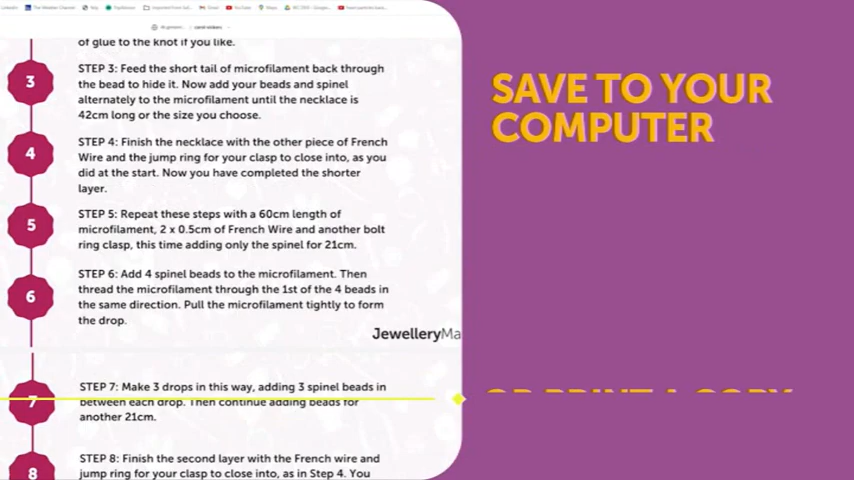 of glue to the knot if you like.
3
STEP 3: Feed the short tail of microfilament back through
the bead to hide it. Now add your beads and spinel
alternately to the microfilament until the necklace is
42cm long or the size you choose.
4
STEP 4: Finish the necklace with the other piece of French
Wire and the jump ring for your clasp to close into, as you
did at the start. Now you have completed the shorter
layer.
5
STEP 5: Repeat these steps with a 60cm length of
microfilament, 2 x 0.5cm of French Wire and another bolt
ring clasp, this time adding only the spinel for 21cm.
6
STEP 6: Add 4 spinel beads to the microfilament. Then
thread the microfilament through the 1st of the 4 beads in
the same direction. Pull the microfilament tightly to form
the drop.
JewelleryMa
7
STEP 7: Make 3 drops in this way, adding 3 spinel beads in
between each drop. Then continue adding beads for
another 21cm.
8
STEP 8: Finish the second layer with the French wire and
jump ring for your clasp to close into, as in Step 4. You
SAVE TO YOUR
COMPUTER